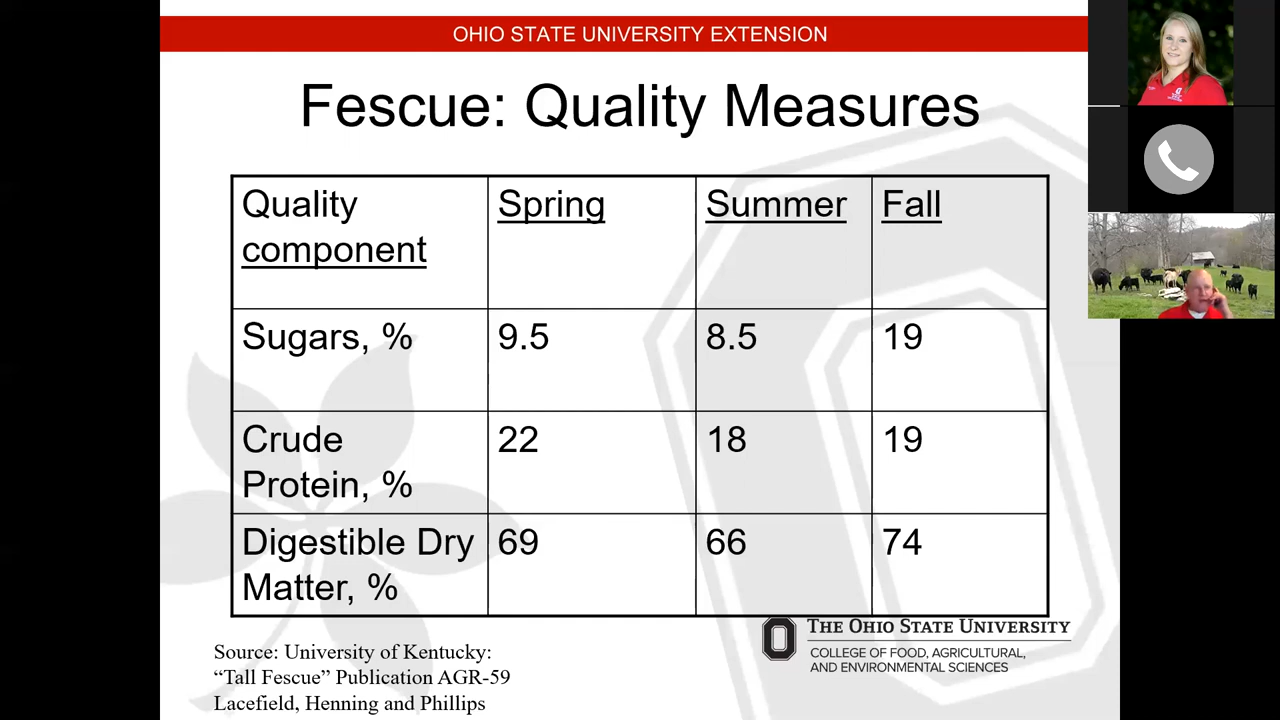 OHIO STATE UNIVERSITY EXTENSION
Fescue: Quality Measures
Quality component Spring Summer Fall
Sugars, % 9.5 8.5 19
Crude Protein, % 22 18 19
Digestible Dry Matter, % 69 66 74
THE OHIO STATE UNIVERSITY
COLLEGE OF FOOD, AGRICULTURAL,
AND ENVIRONMENTAL SCIENCES
Source: University of Kentucky:
“Tall Fescue” Publication AGR-59
Lacefield, Henning and Phillips